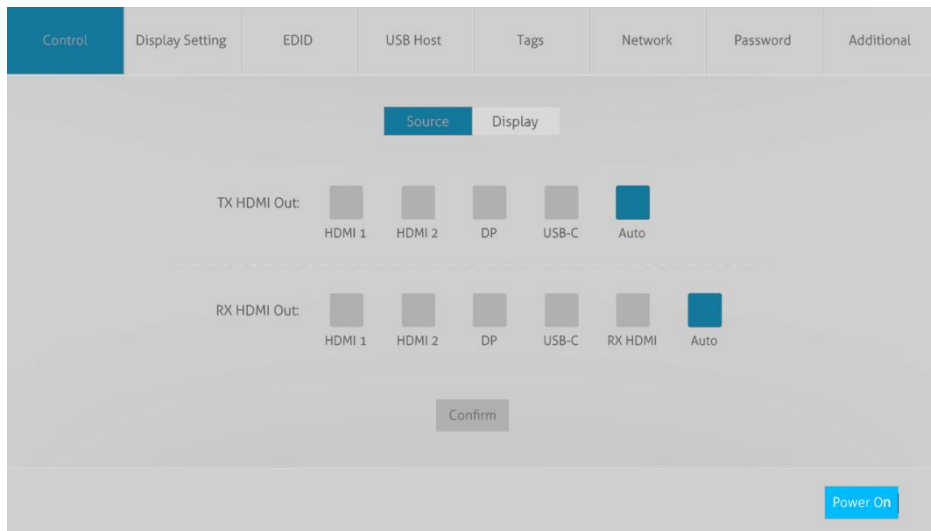 Control Display Setting EDID USB Host Tags Network Password Additional
Source Display
TX HDMI Out:
HDMI 1 HDMI 2 DP USB-C Auto
RX HDMI Out:
HDMI 1 HDMI 2 DP USB-C RX HDMI Auto
Confirm
Power On